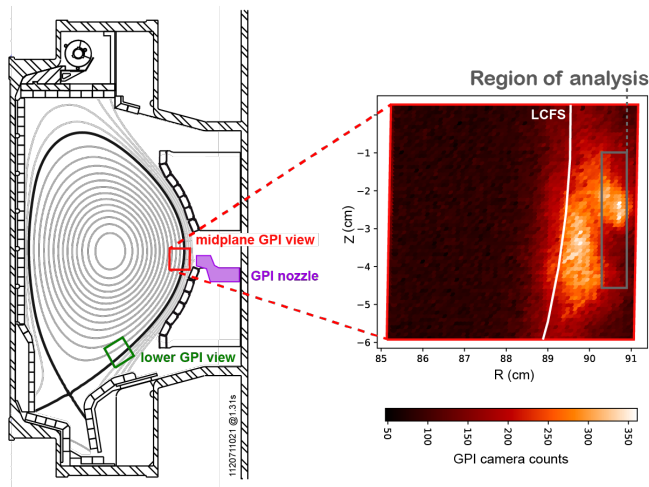 midplane GPI view
GPI nozzle
lower GPI view
1120711021 @1.31s
Region of analysis
LCFS
Z (cm)
−1
−2
−3
−4
−5
−6
85
86
87
88
89
90
91
R (cm)
50
100
150
200
250
300
350
GPI camera counts